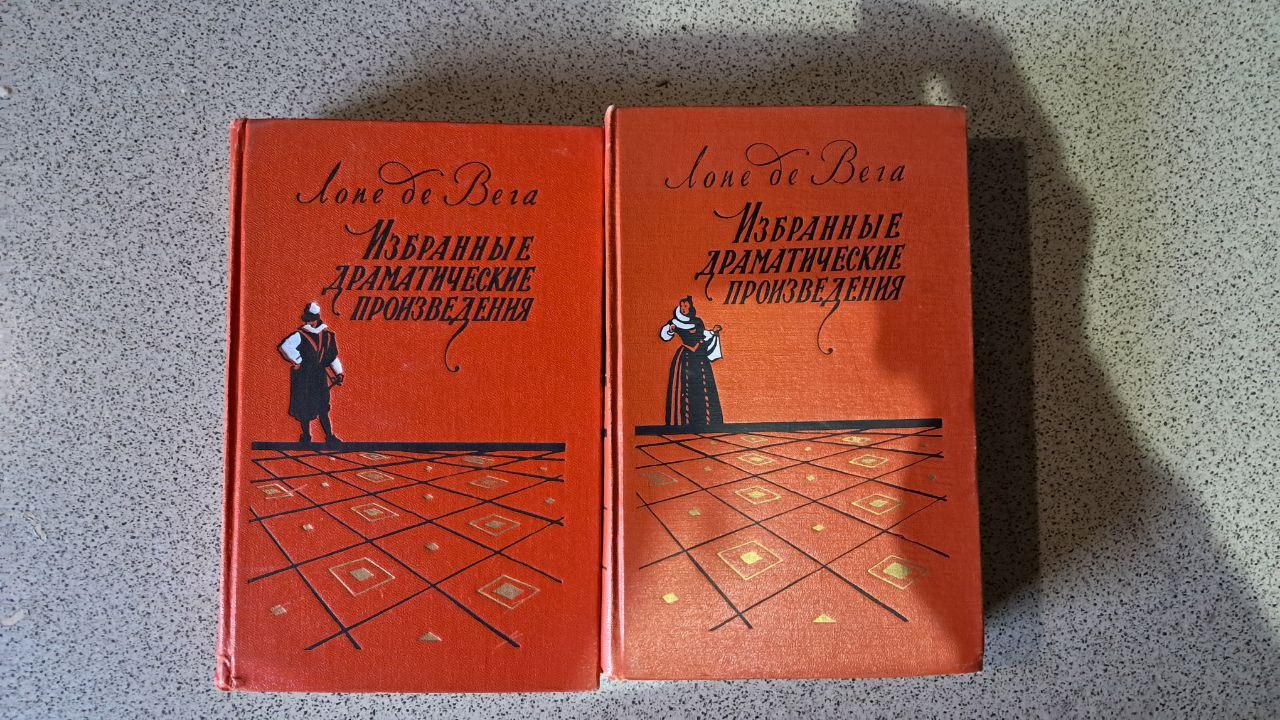 Лопе де Вега
Избранные
драматические
произведения
Лопе де Вега
Избранные
драматические
произведения